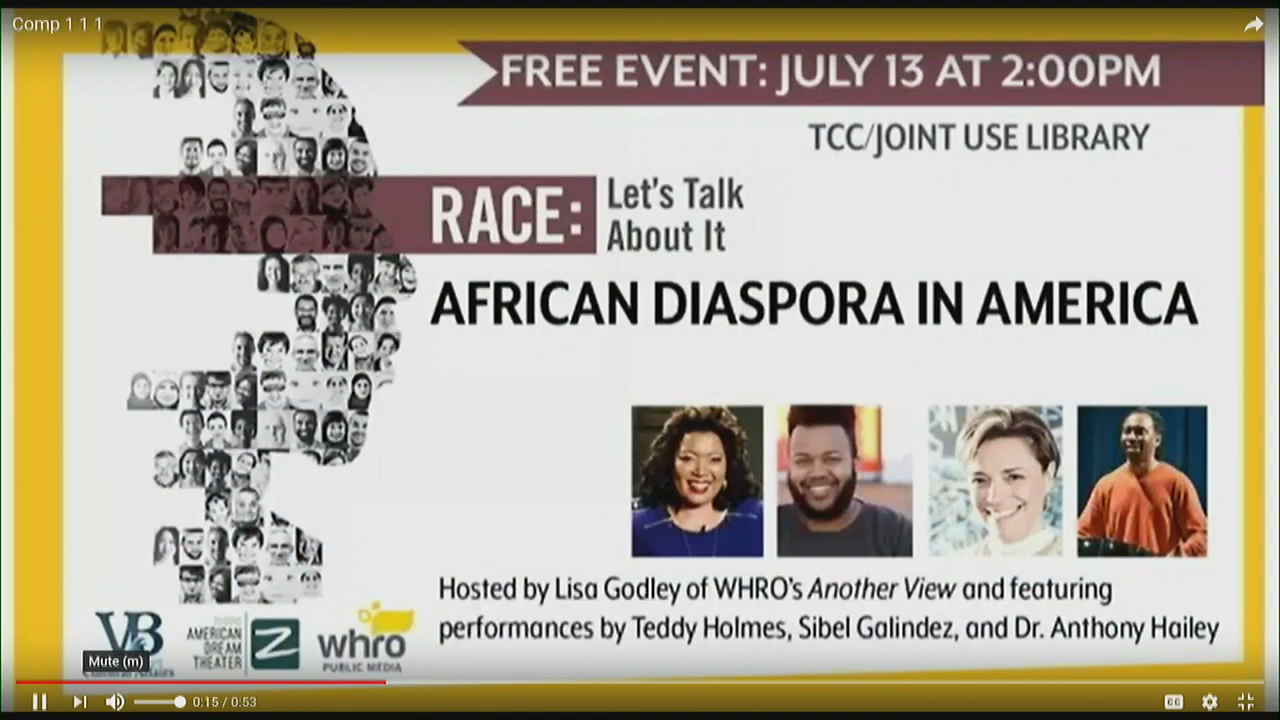 Comp 1 1 1
FREE EVENT: JULY 13 AT 2:00PM
TCC/JOINT USE LIBRARY
RACE:
Let's Talk
About It
AFRICAN DIASPORA IN AMERICA
Hosted by Lisa Godley of WHRO's Another View and featuring
performances by Teddy Holmes, Sibel Galindez, and Dr. Anthony Hailey
VB
AMERICAN
DREAM
THEATER
Z
whro
PUBLIC MEDIA
Mute (m)
0:15 / 0:53
CC